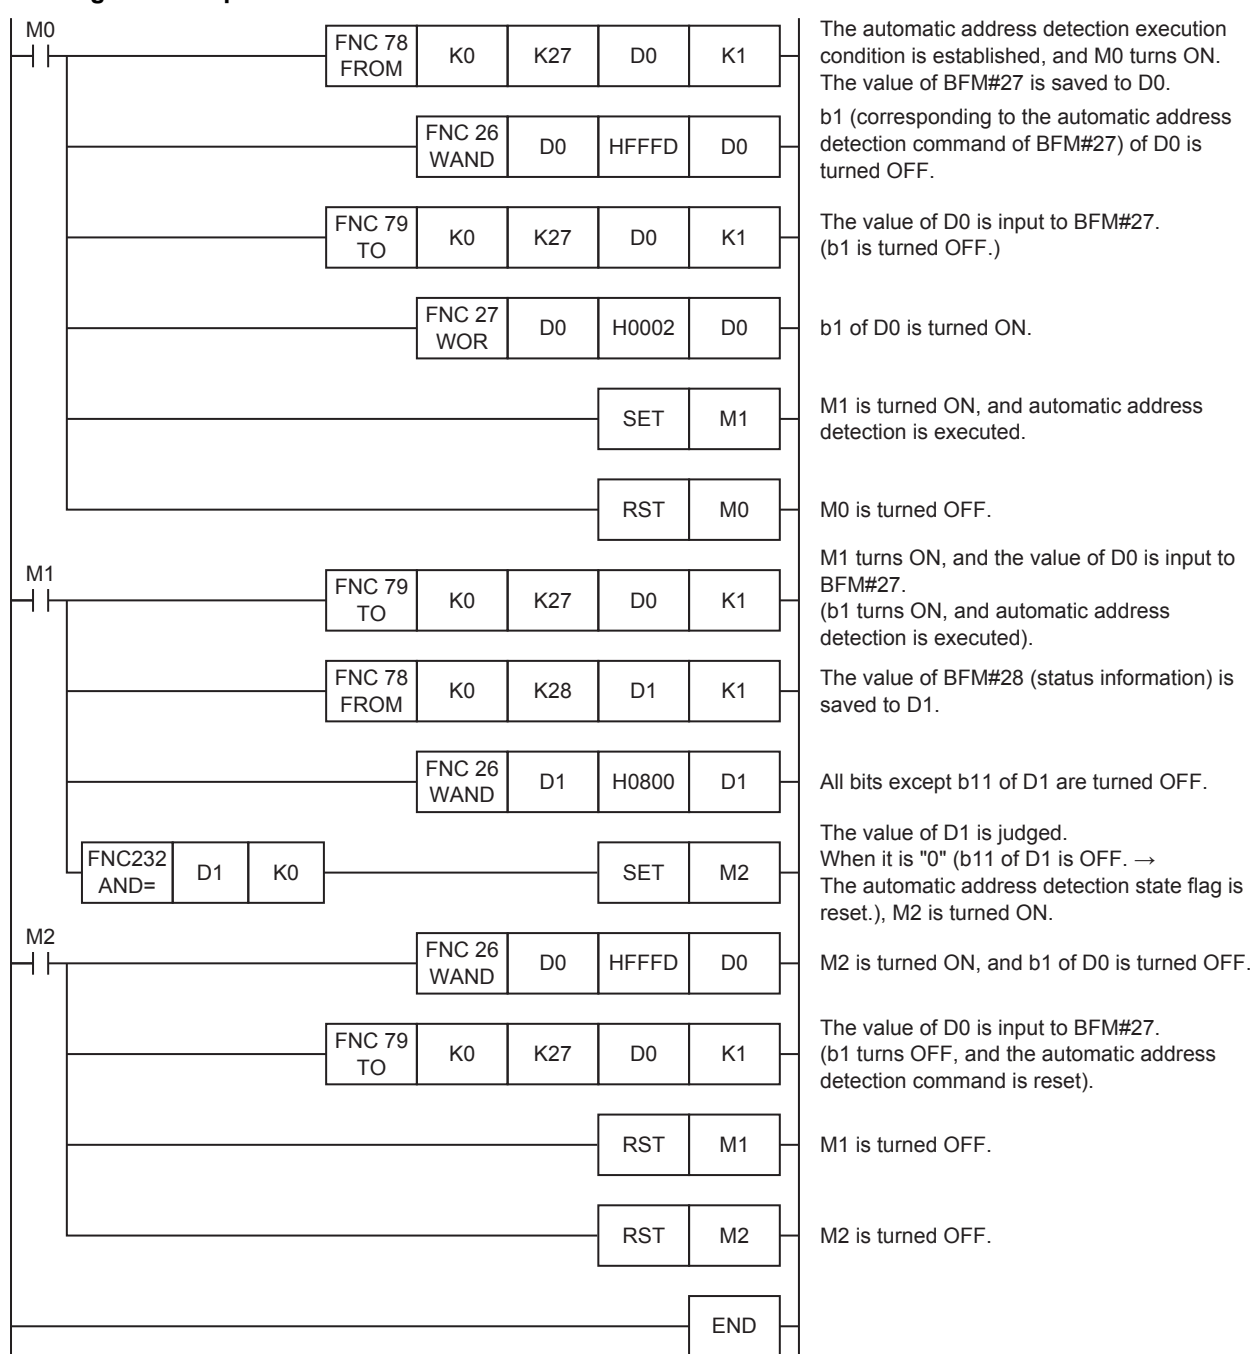 M0
FNC 78
FROM
K0
K27
D0
K1
The automatic address detection execution
condition is established, and M0 turns ON.
The value of BFM#27 is saved to D0.
FNC 26
WAND
D0
HFFFD
D0
b1 (corresponding to the automatic address
detection command of BFM#27) of D0 is
turned OFF.
FNC 79
TO
K0
K27
D0
K1
The value of D0 is input to BFM#27.
(b1 is turned OFF.)
FNC 27
WOR
D0
H0002
D0
b1 of D0 is turned ON.
SET
M1
M1 is turned ON, and automatic address
detection is executed.
RST
M0
M0 is turned OFF.
M1
FNC 79
TO
K0
K27
D0
K1
M1 turns ON, and the value of D0 is input to
BFM#27.
(b1 turns ON, and automatic address
detection is executed).
FNC 78
FROM
K0
K28
D1
K1
The value of BFM#28 (status information) is
saved to D1.
FNC 26
WAND
D1
H0800
D1
All bits except b11 of D1 are turned OFF.
FNC232
AND=
D1
K0
SET
M2
The value of D1 is judged.
When it is "0" (b11 of D1 is OFF. →
The automatic address detection state flag is
reset.), M2 is turned ON.
M2
FNC 26
WAND
D0
HFFFD
D0
M2 is turned ON, and b1 of D0 is turned OFF.
FNC 79
TO
K0
K27
D0
K1
The value of D0 is input to BFM#27.
(b1 turns OFF, and the automatic address
detection command is reset).
RST
M1
M1 is turned OFF.
RST
M2
M2 is turned OFF.
END